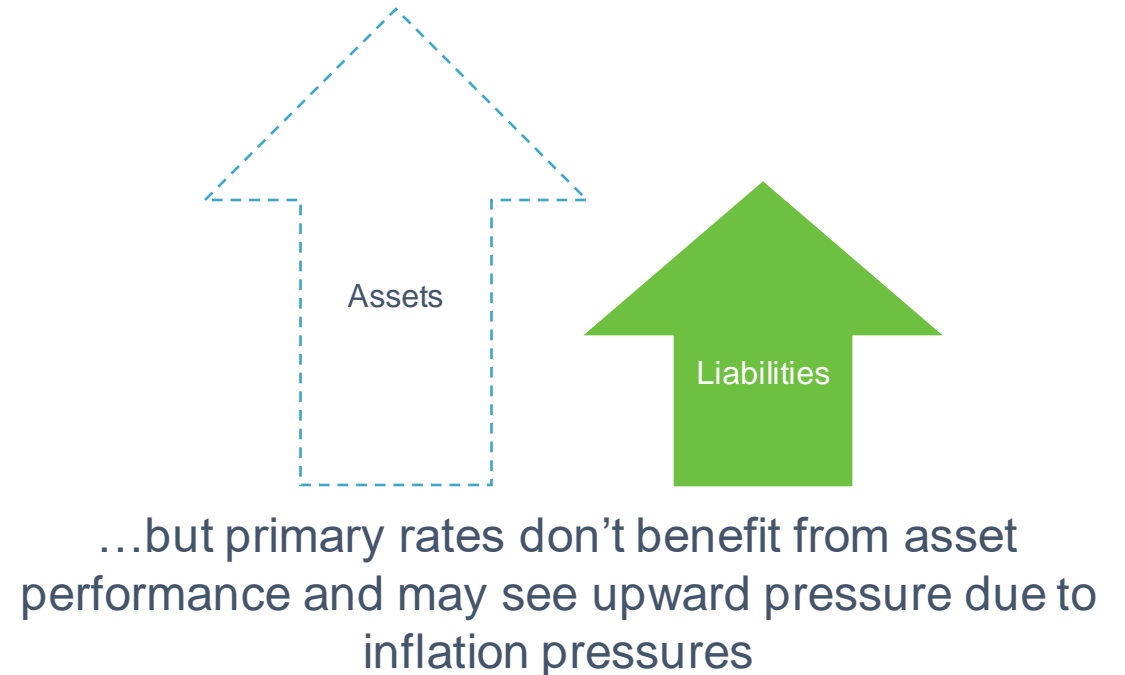 Assets
Liabilities
…but primary rates don’t benefit from asset
performance and may see upward pressure due to
inflation pressures